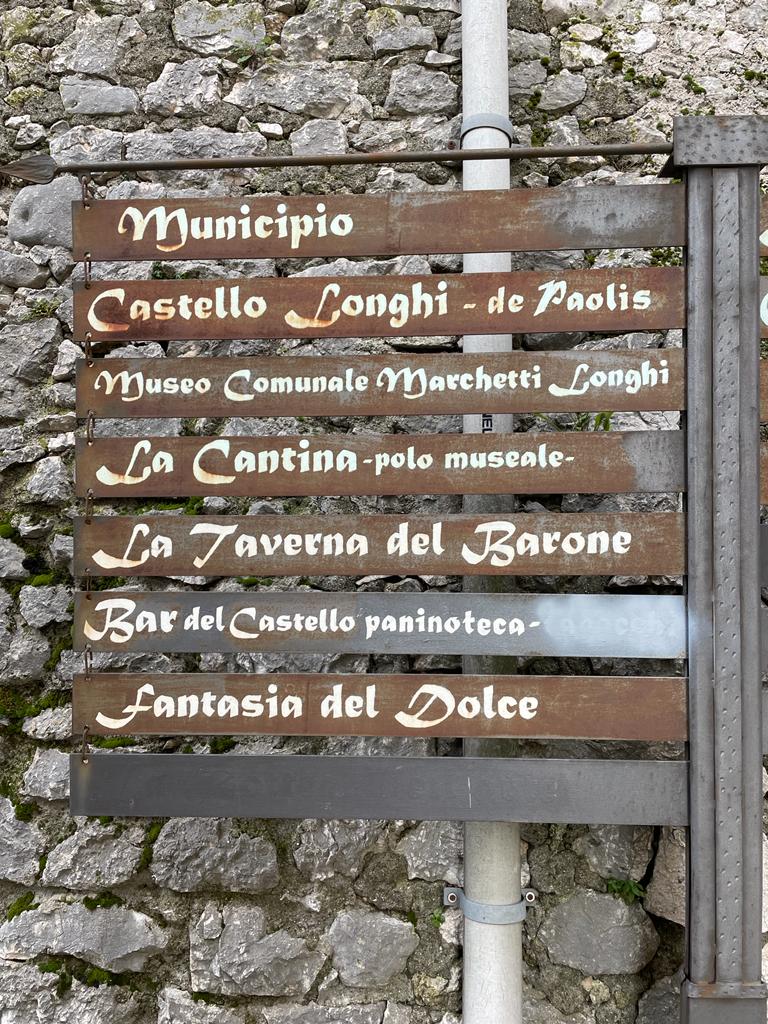 Municipio
Castello Longhi - de Paolis
Museo Comunale Marchetti Longhi
La Cantina -polo museale-
La Taverna del Barone
Bar del Castello paninoteca-
Fantasia del Dolce